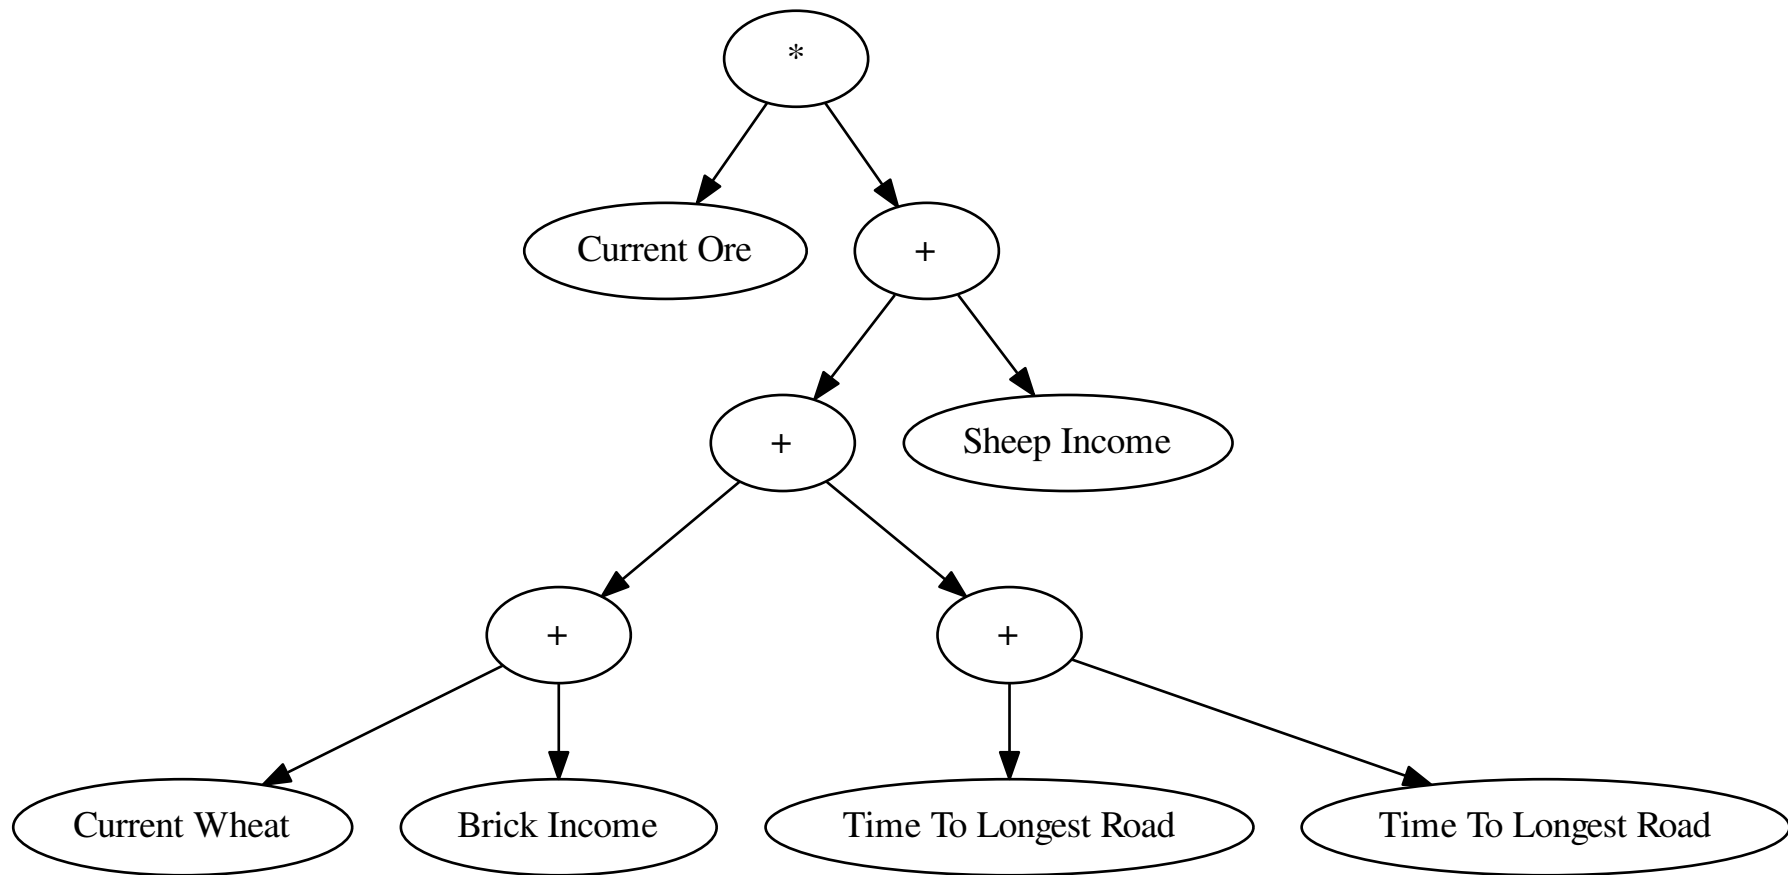 *
Current Ore
+
+
Sheep Income
+
+
Current Wheat
Brick Income
Time To Longest Road
Time To Longest Road